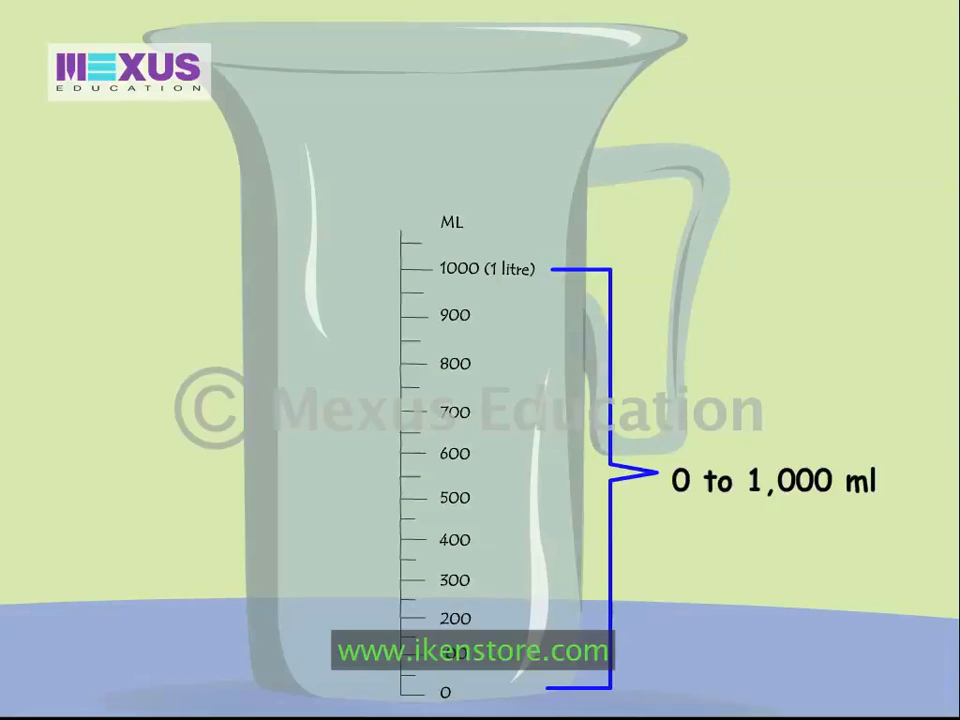 MEXUS
EDUCATION
ML
1000 (1 litre)
900
800
© Mexus Education
700
600
0 to 1,000 ml
500
400
300
200
www.ikenstore.com
100
0